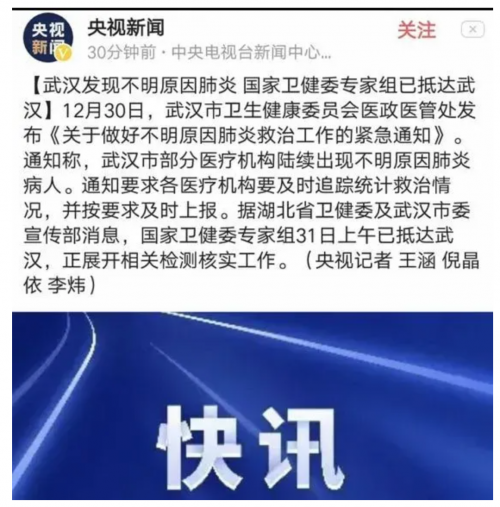 央视
新闻
央视新闻
关注
30分钟前·中央电视台新闻中心...
【武汉发现不明原因肺炎 国家卫健委专家组已抵达武
汉】12月30日，武汉市卫生健康委员会医政医管处发
布《关于做好不明原因肺炎救治工作的紧急通知》。
通知称，武汉市部分医疗机构陆续出现不明原因肺炎
病人。通知要求各医疗机构要及时追踪统计救治情
况，并按要求及时上报。据湖北省卫健委及武汉市委
宣传部消息，国家卫健委专家组31日上午已抵达武
汉，正展开相关检测核实工作。（央视记者 王涵 倪晶
依 李炜）
快讯